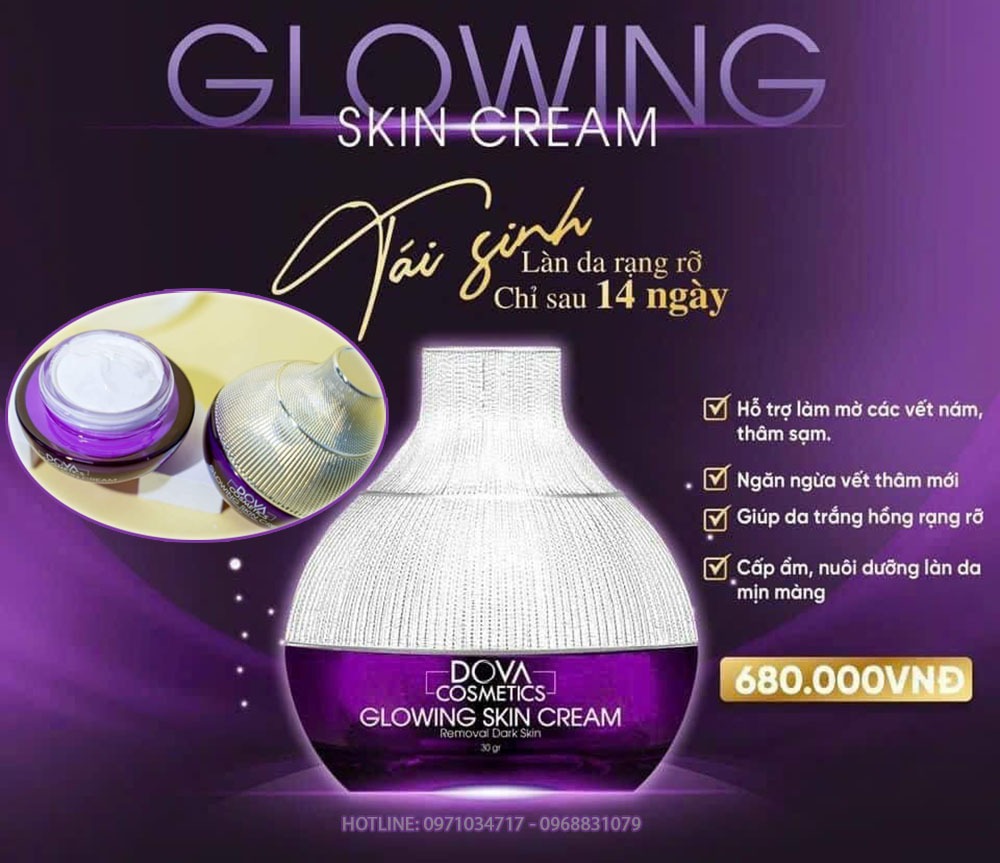 GLOWING
SKIN CREAM
Tái sinh
Làn da rạng rỡ
Chỉ sau 14 ngày
Hỗ trợ làm mờ các vết nám,
thâm sạm.
Ngăn ngừa vết thâm mới
Giúp da trắng hồng rạng rỡ
Cấp ẩm, nuôi dưỡng làn da
mịn màng
680.000VNĐ
DOVA
COSMETICS
GLOWING SKIN CREAM
Removal Dark Skin
30 gr
DOVA
COSMETICS
HOTLINE: 0971034717 - 0968831079